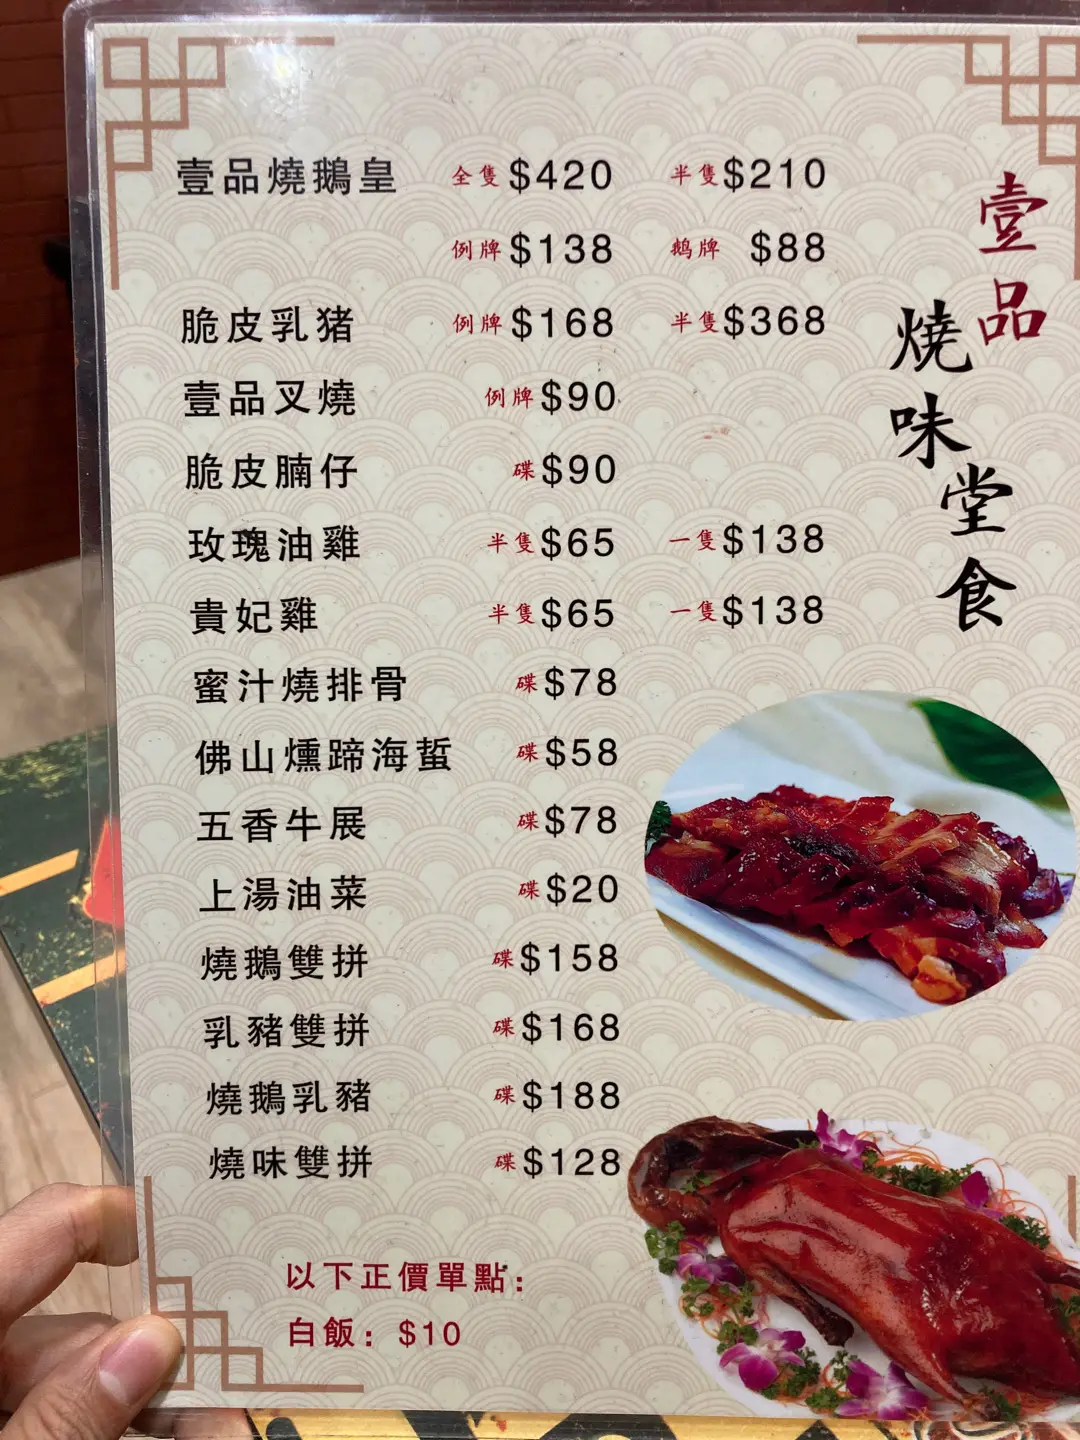 壹品燒味堂食
壹品燒鵝皇 全隻 $420 半隻 $210
例牌 $138 鹅牌 $88
脆皮乳猪 例牌 $168 半隻 $368
壹品叉燒 例牌 $90
脆皮腩仔 碟 $90
玫瑰油雞 半隻 $65 一隻 $138
貴妃雞 半隻 $65 一隻 $138
蜜汁燒排骨 碟 $78
佛山燻蹄海蜇 碟 $58
五香牛展 碟 $78
上湯油菜 碟 $20
燒鵝雙拼 碟 $158
乳豬雙拼 碟 $168
燒鵝乳豬 碟 $188
燒味雙拼 碟 $128
以下正價單點：
白飯：$10